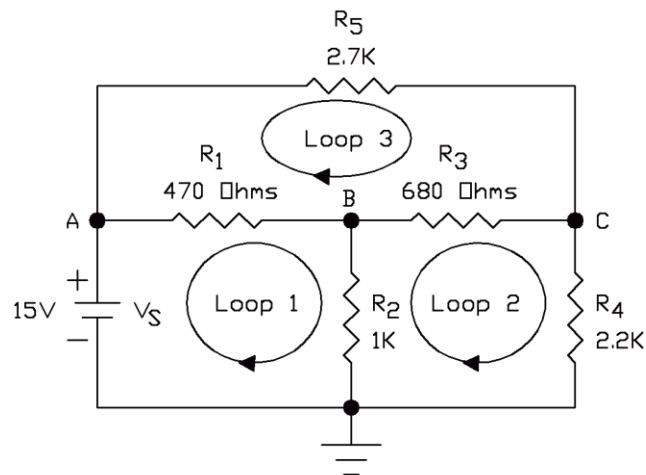 R5
2.7K
Loop 3
R1
R3
470 Ohms
680 Ohms
A
B
C
+
15V
VS
-
Loop 1
R2
1K
Loop 2
R4
2.2K